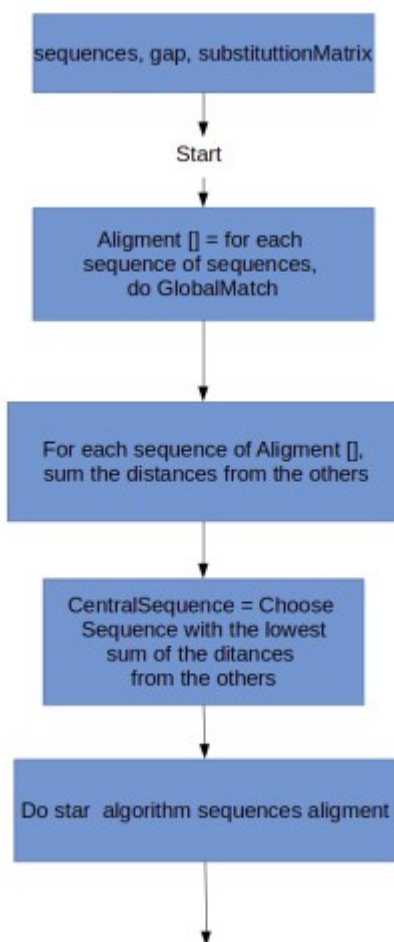 sequences, gap, substituttionMatrix
Start
Aligment [] = for each
sequence of sequences,
do GlobalMatch
For each sequence of Aligment [],
sum the distances from the others
CentralSequence = Choose
Sequence with the lowest
sum of the ditances
from the others
Do star algorithm sequences aligment